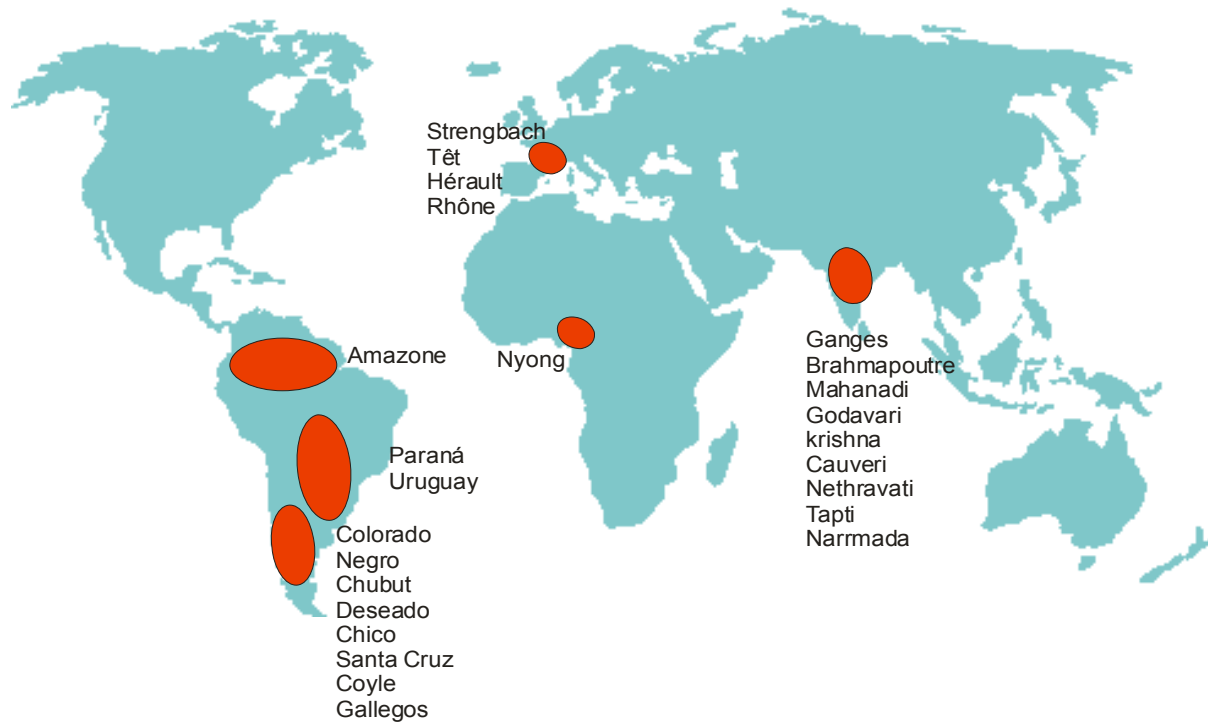 Strengbach
Têt
Hérault
Rhône
Amazone
Nyong
Ganges
Brahmapoutre
Mahanadi
Godavari
krishna
Cauveri
Nethravati
Tapti
Narrmada
Paraná
Uruguay
Colorado
Negro
Chubut
Deseado
Chico
Santa Cruz
Coyle
Gallegos